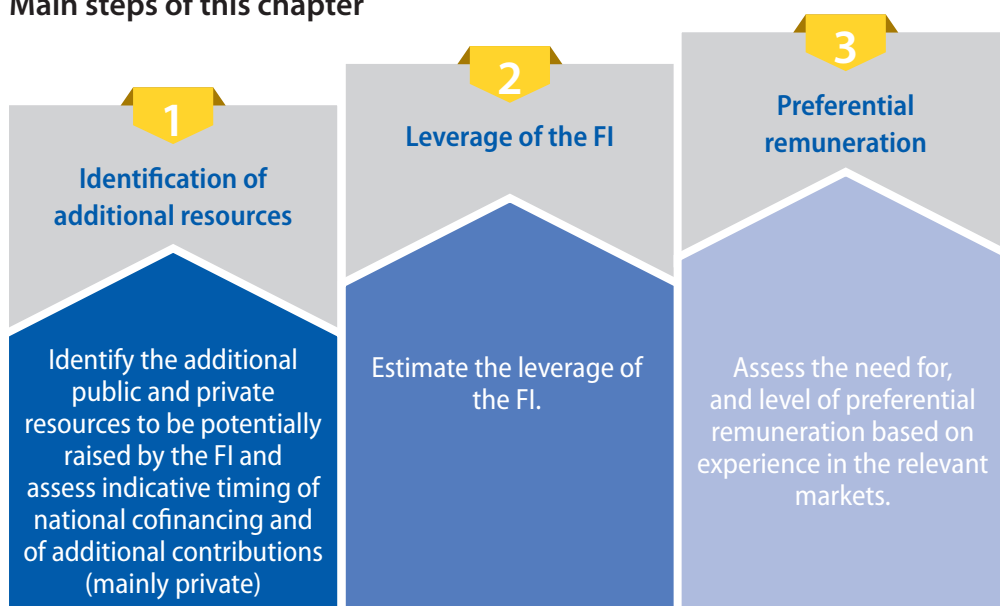 Main steps of this chapter
1
Identification of
additional resources
Identify the additional
public and private
resources to be potentially
raised by the FI and
assess indicative timing of
national cofinancing and
of additional contributions
(mainly private)
2
Leverage of the FI
Estimate the leverage of
the FI.
3
Preferential
remuneration
Assess the need for,
and level of preferential
remuneration based on
experience in the relevant
markets.